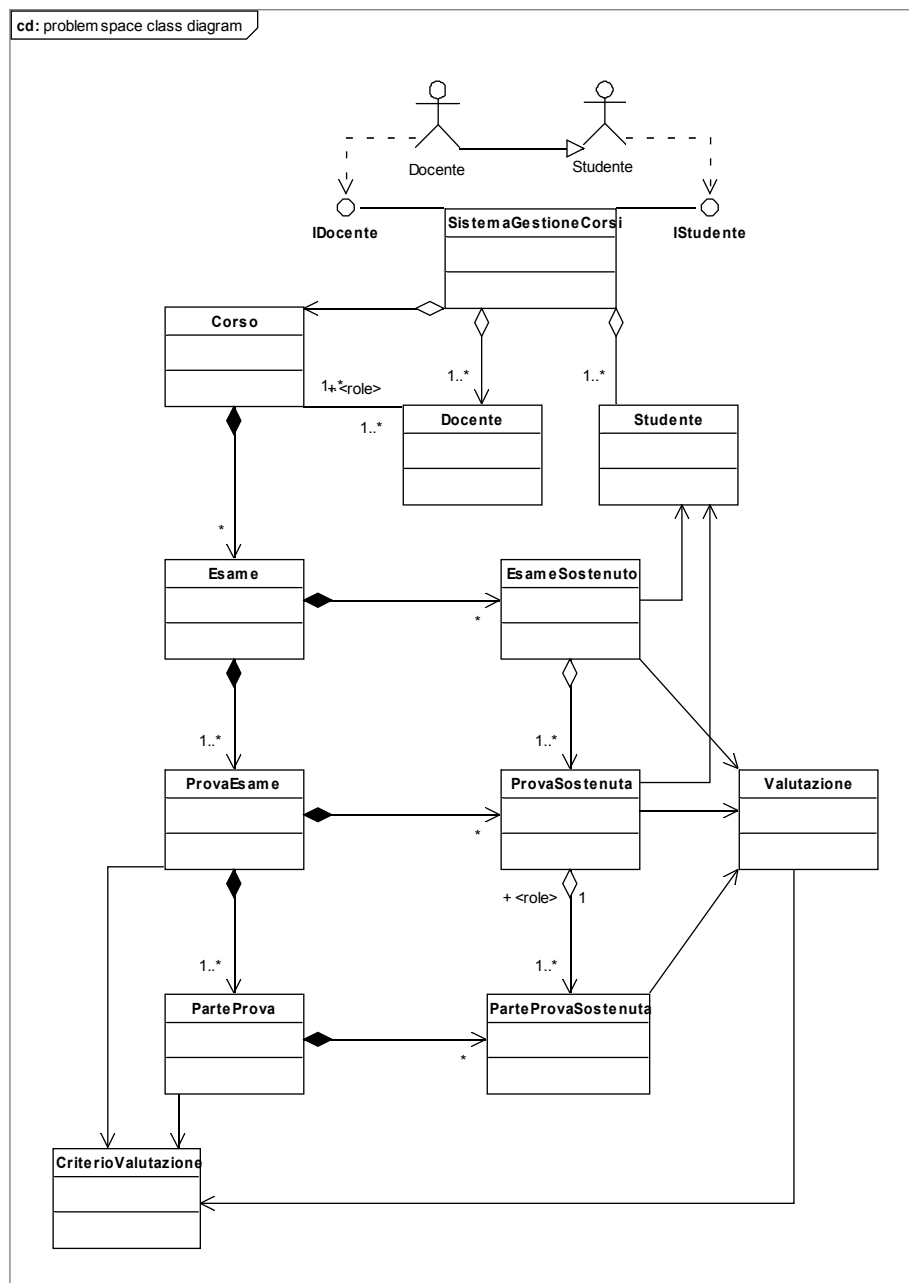 cd: problem space class diagram
Docente
Studente
IDocente
SistemaGestioneCorsi
IStudente
Corso
1..*
+ <role>
1..*
1..*
1..*
Docente
Studente
*
Esame
EsameSostenuto
*
1..*
1..*
ProvaEsame
ProvaSostenuta
Valutazione
*
+ <role>
1
1..*
1..*
ParteProva
ParteProvaSostenuta
*
CriterioValutazione